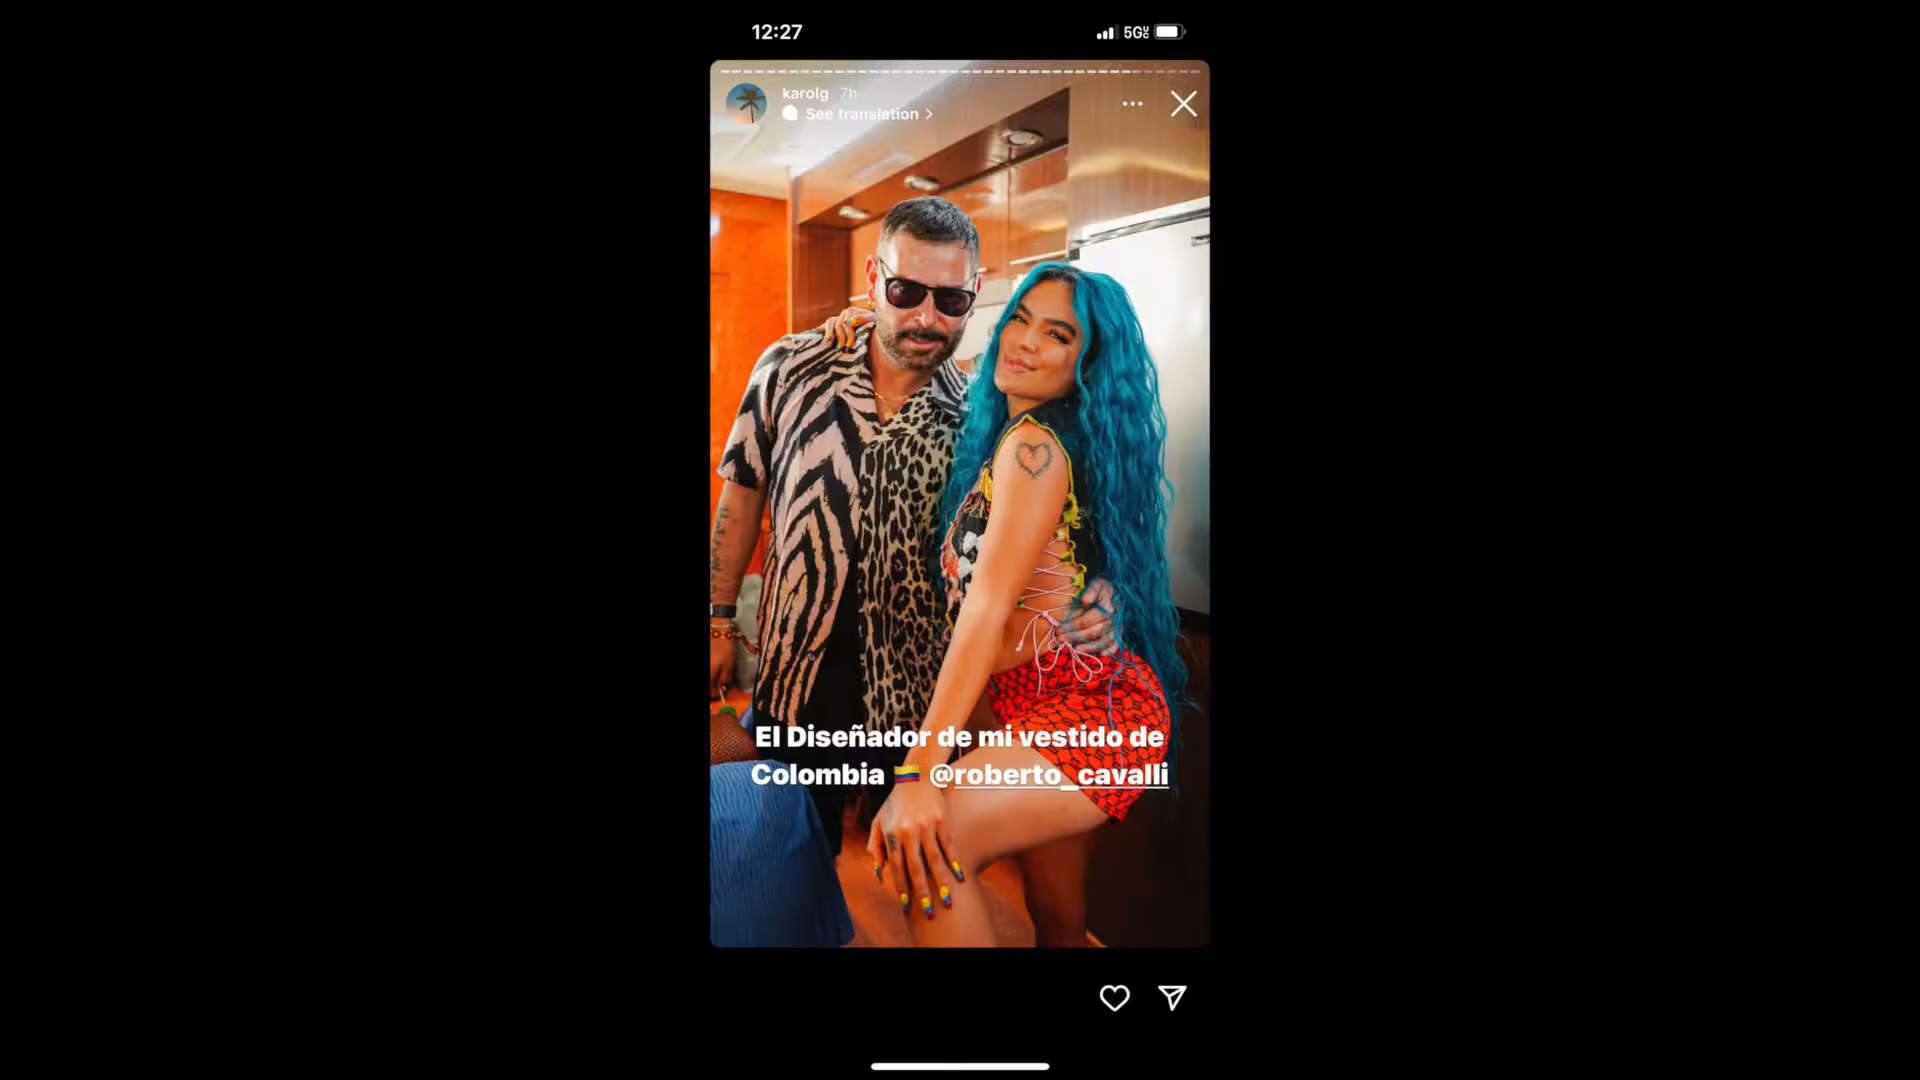 12:27
5G
karolg 7h
See translation
El Diseñador de mi vestido de
Colombia 🇨🇴 @roberto_cavalli